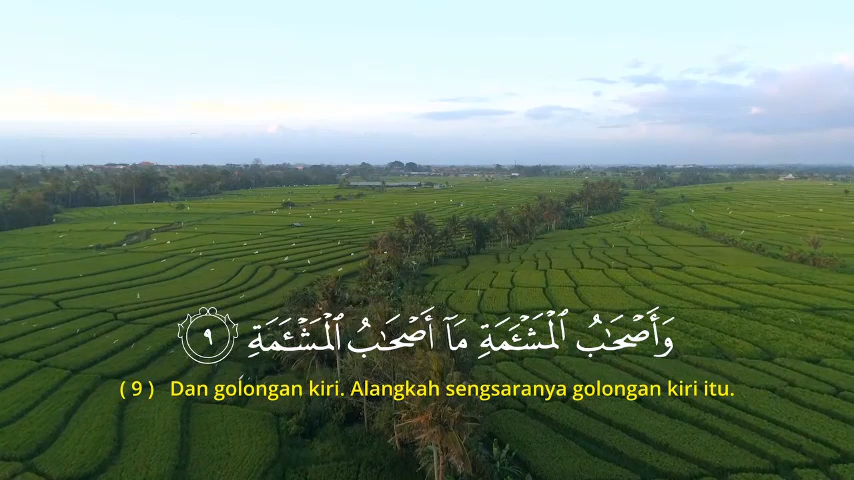 وَأَصْحَـٰبُ ٱلْمَشْـَٔمَةِ مَآ أَصْحَـٰبُ ٱلْمَشْـَٔمَةِ ٩
( 9 ) Dan golongan kiri. Alangkah sengsaranya golongan kiri itu.